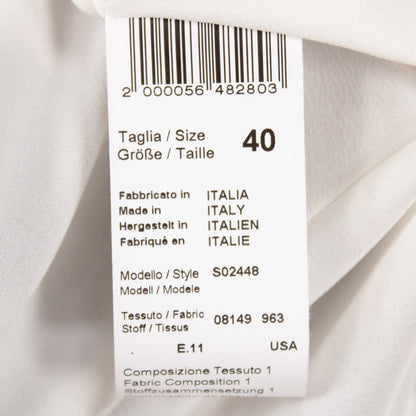 2 000056 482803
Taglia / Size 40
Größe / Taille
Fabbricato in ITALIA
Made in ITALY
Hergestellt in ITALIEN
Fabriqué en ITALIE
Modello / Style S02448
Modell / Modele
Tessuto / Fabric 08149 963
Stoff / Tissus
E.11 USA
Composizione Tessuto 1
Fabric Composition 1
Stoffzusammensetzung 1